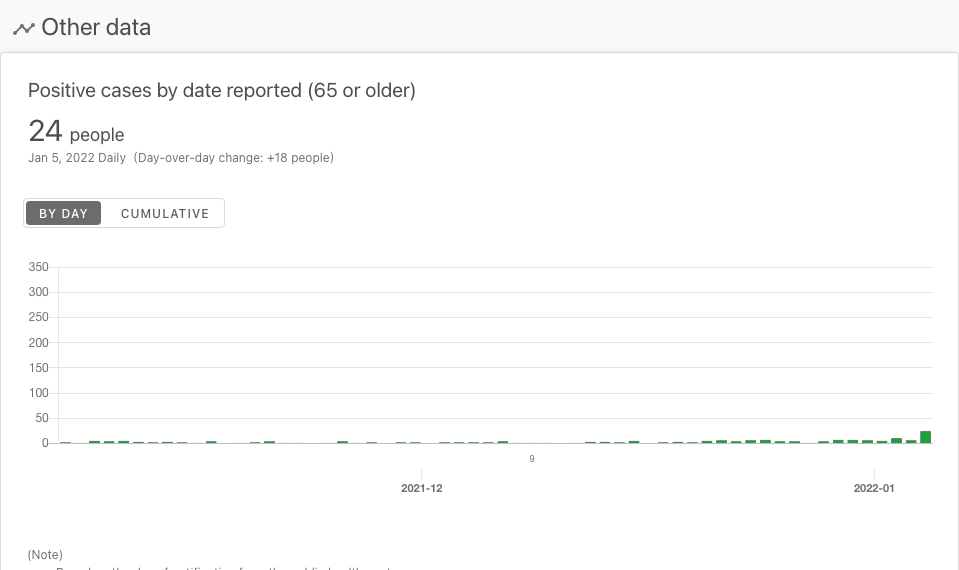 Other data
Positive cases by date reported (65 or older)
24 people
Jan 5, 2022 Daily (Day-over-day change: +18 people)
BY DAY CUMULATIVE
350
300
250
200
150
100
50
0
9
2021-12 2022-01
(Note)